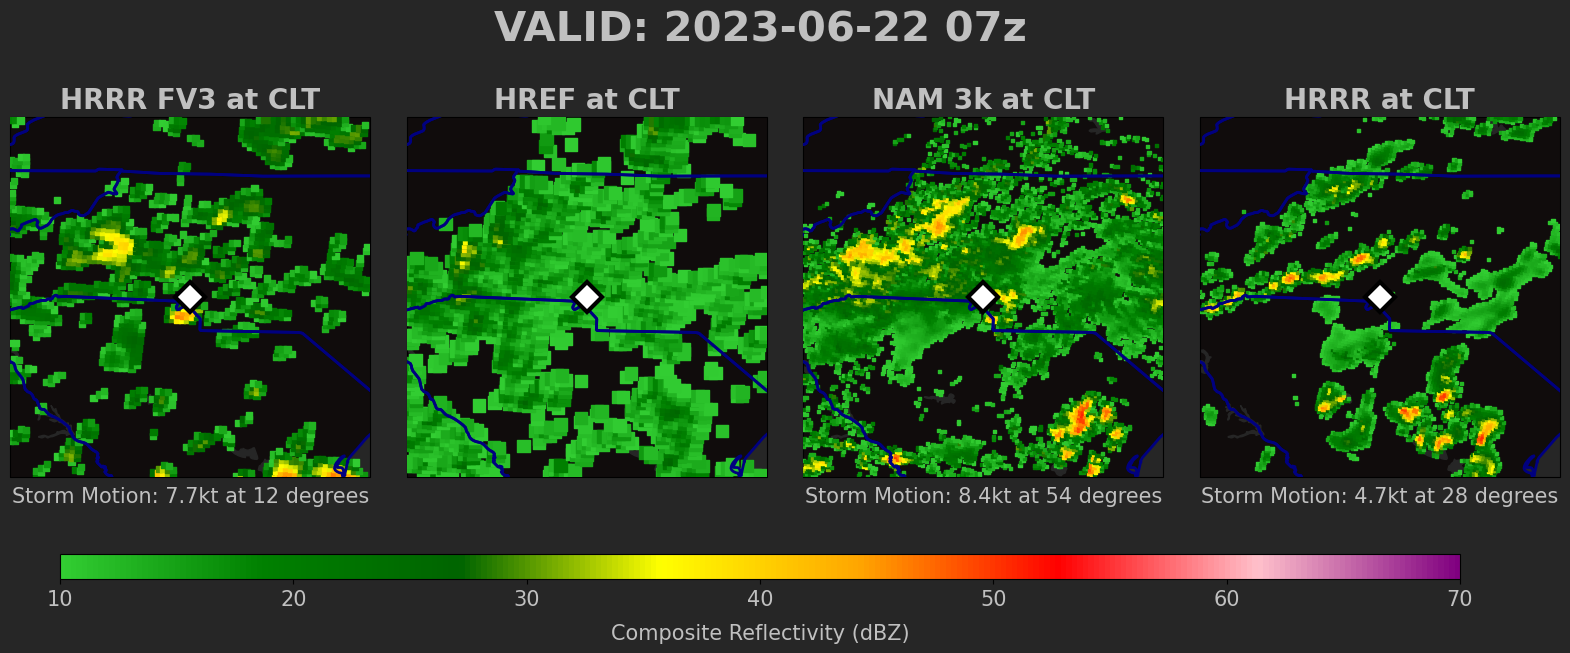 VALID: 2023-06-22 07z
HRRR FV3 at CLT
HREF at CLT
NAM 3k at CLT
HRRR at CLT
Storm Motion: 7.7kt at 12 degrees
Storm Motion: 8.4kt at 54 degrees
Storm Motion: 4.7kt at 28 degrees
10 20 30 40 50 60 70
Composite Reflectivity (dBZ)